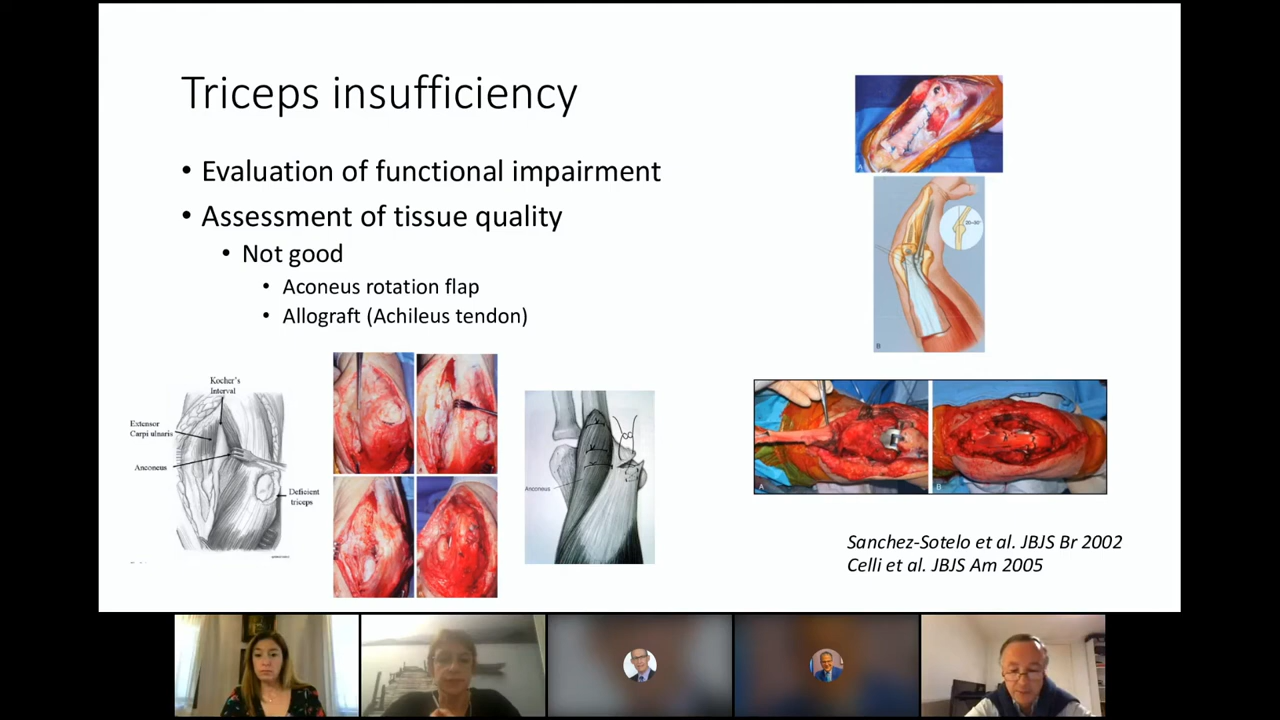 Triceps insufficiency
• Evaluation of functional impairment
• Assessment of tissue quality
• Not good
• Aconeus rotation flap
• Allograft (Achileus tendon)
Kocher's
Interval
Extensor
Carpi ulnaris
Anconeus
Deficient
triceps
Anconeus
B
A
B
Sanchez-Sotelo et al. JBJS Br 2002
Celli et al. JBJS Am 2005